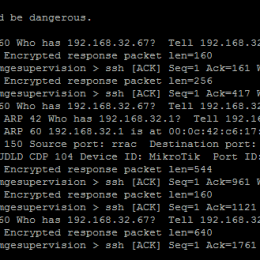 d be dangerous.
60 Who has 192.168.32.67? Tell 192.168.32
Encrypted response packet len=160
mgesupervision > ssh [ACK] Seq=1 Ack=161 W
Encrypted response packet len=256
mgesupervision > ssh [ACK] Seq=1 Ack=417 W
ARP 42 Who has 192.168.32.1? Tell 192.16
ARP 60 192.168.32.1 is at 00:0c:42:c6:17:
150 Source port: rrac Destination port:
UDLD CDP 104 Device ID: MikroTik Port ID:
Encrypted response packet len=544
mgesupervision > ssh [ACK] Seq=1 Ack=961 W
Encrypted response packet len=160
mgesupervision > ssh [ACK] Seq=1 Ack=1121
60 Who has 192.168.32.67? Tell 192.168.32
Encrypted response packet len=640
mgesupervision > ssh [ACK] Seq=1 Ack=1761